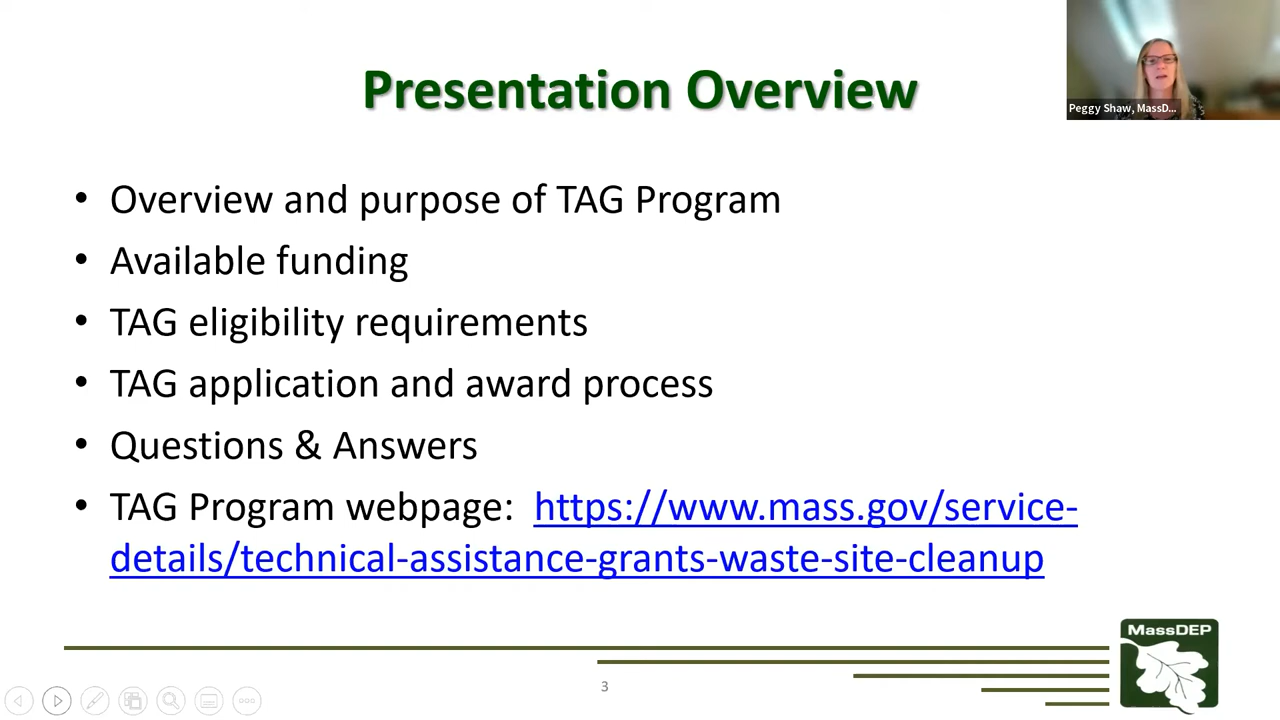 Presentation Overview
Peggy Shaw, MassD...
• Overview and purpose of TAG Program
• Available funding
• TAG eligibility requirements
• TAG application and award process
• Questions & Answers
• TAG Program webpage: https://www.mass.gov/service-
details/technical-assistance-grants-waste-site-cleanup
MassDEP
3